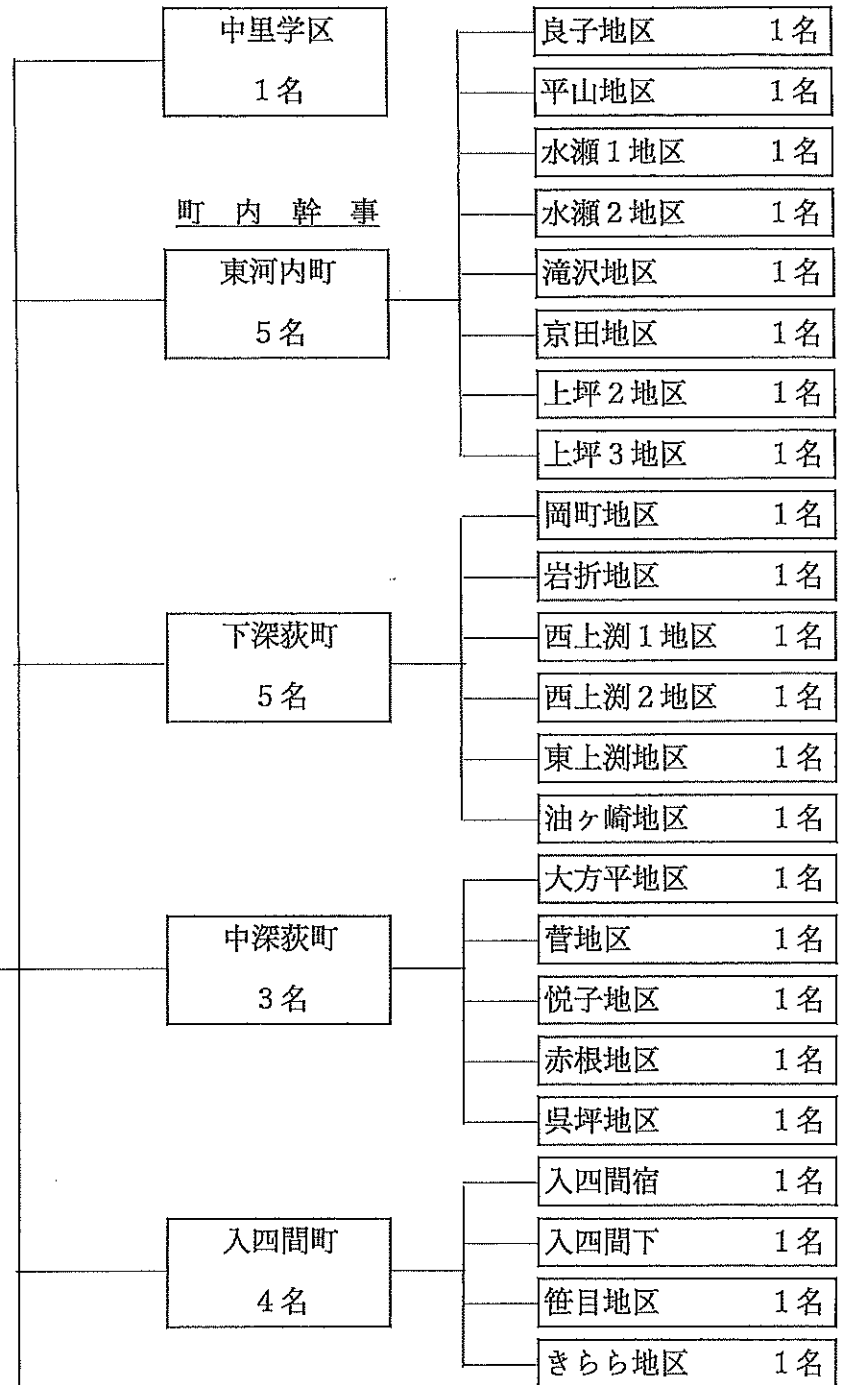 中里学区
1名
町内幹事
東河内町
5名
良子地区 1名
平山地区 1名
水瀬1地区 1名
水瀬2地区 1名
滝沢地区 1名
京田地区 1名
上坪2地区 1名
上坪3地区 1名
下深荻町
5名
岡町地区 1名
岩折地区 1名
西上渕1地区 1名
西上渕2地区 1名
東上渕地区 1名
油ヶ崎地区 1名
中深荻町
3名
大方平地区 1名
菅地区 1名
悦子地区 1名
赤根地区 1名
呉坪地区 1名
入四間町
4名
入四間宿 1名
入四間下 1名
笹目地区 1名
きらら地区 1名